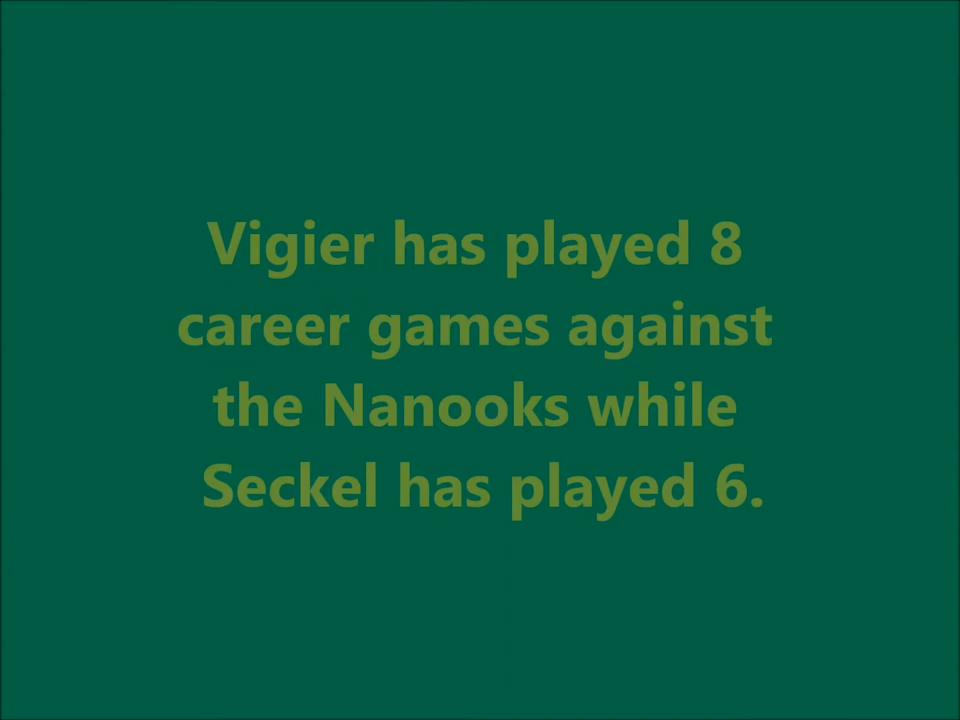 Vigier has played 8
career games against
the Nanooks while
Seckel has played 6.